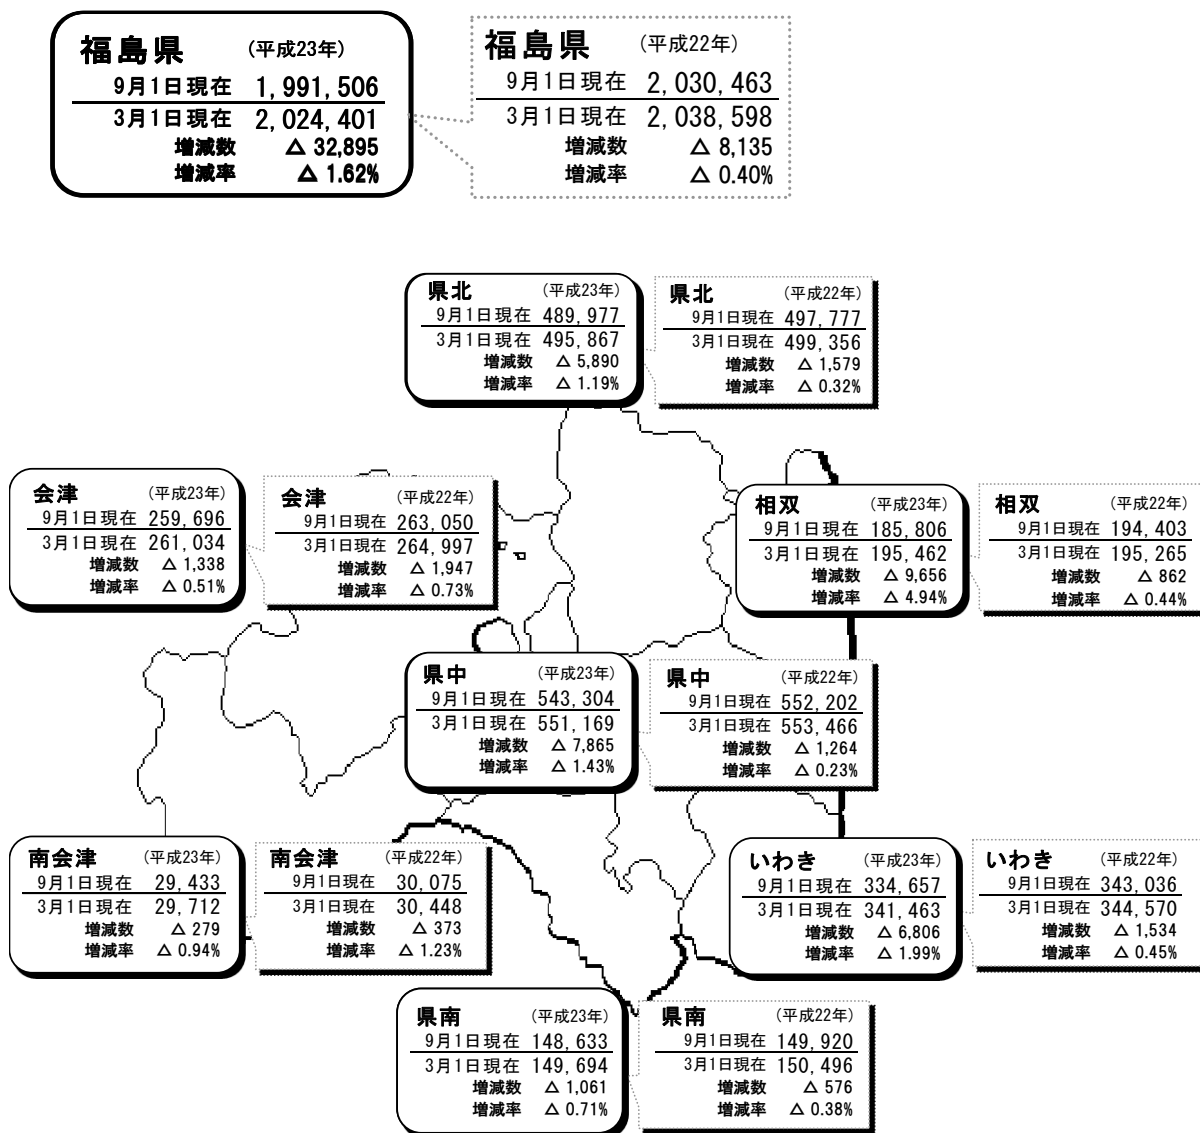 福島県 (平成23年)
9月1日現在 1,991,506
3月1日現在 2,024,401
増減数 △ 32,895
増減率 △ 1.62%
福島県 (平成22年)
9月1日現在 2,030,463
3月1日現在 2,038,598
増減数 △ 8,135
増減率 △ 0.40%
県北 (平成23年)
9月1日現在 489,977
3月1日現在 495,867
増減数 △ 5,890
増減率 △ 1.19%
県北 (平成22年)
9月1日現在 497,777
3月1日現在 499,356
増減数 △ 1,579
増減率 △ 0.32%
会津 (平成23年)
9月1日現在 259,696
3月1日現在 261,034
増減数 △ 1,338
増減率 △ 0.51%
会津 (平成22年)
9月1日現在 263,050
3月1日現在 264,997
増減数 △ 1,947
増減率 △ 0.73%
相双 (平成23年)
9月1日現在 185,806
3月1日現在 195,462
増減数 △ 9,656
増減率 △ 4.94%
相双 (平成22年)
9月1日現在 194,403
3月1日現在 195,265
増減数 △ 862
増減率 △ 0.44%
県中 (平成23年)
9月1日現在 543,304
3月1日現在 551,169
増減数 △ 7,865
増減率 △ 1.43%
県中 (平成22年)
9月1日現在 552,202
3月1日現在 553,466
増減数 △ 1,264
増減率 △ 0.23%
南会津 (平成23年)
9月1日現在 29,433
3月1日現在 29,712
増減数 △ 279
増減率 △ 0.94%
南会津 (平成22年)
9月1日現在 30,075
3月1日現在 30,448
増減数 △ 373
増減率 △ 1.23%
いわき (平成23年)
9月1日現在 334,657
3月1日現在 341,463
増減数 △ 6,806
増減率 △ 1.99%
いわき (平成22年)
9月1日現在 343,036
3月1日現在 344,570
増減数 △ 1,534
増減率 △ 0.45%
県南 (平成23年)
9月1日現在 148,633
3月1日現在 149,694
増減数 △ 1,061
増減率 △ 0.71%
県南 (平成22年)
9月1日現在 149,920
3月1日現在 150,496
増減数 △ 576
増減率 △ 0.38%